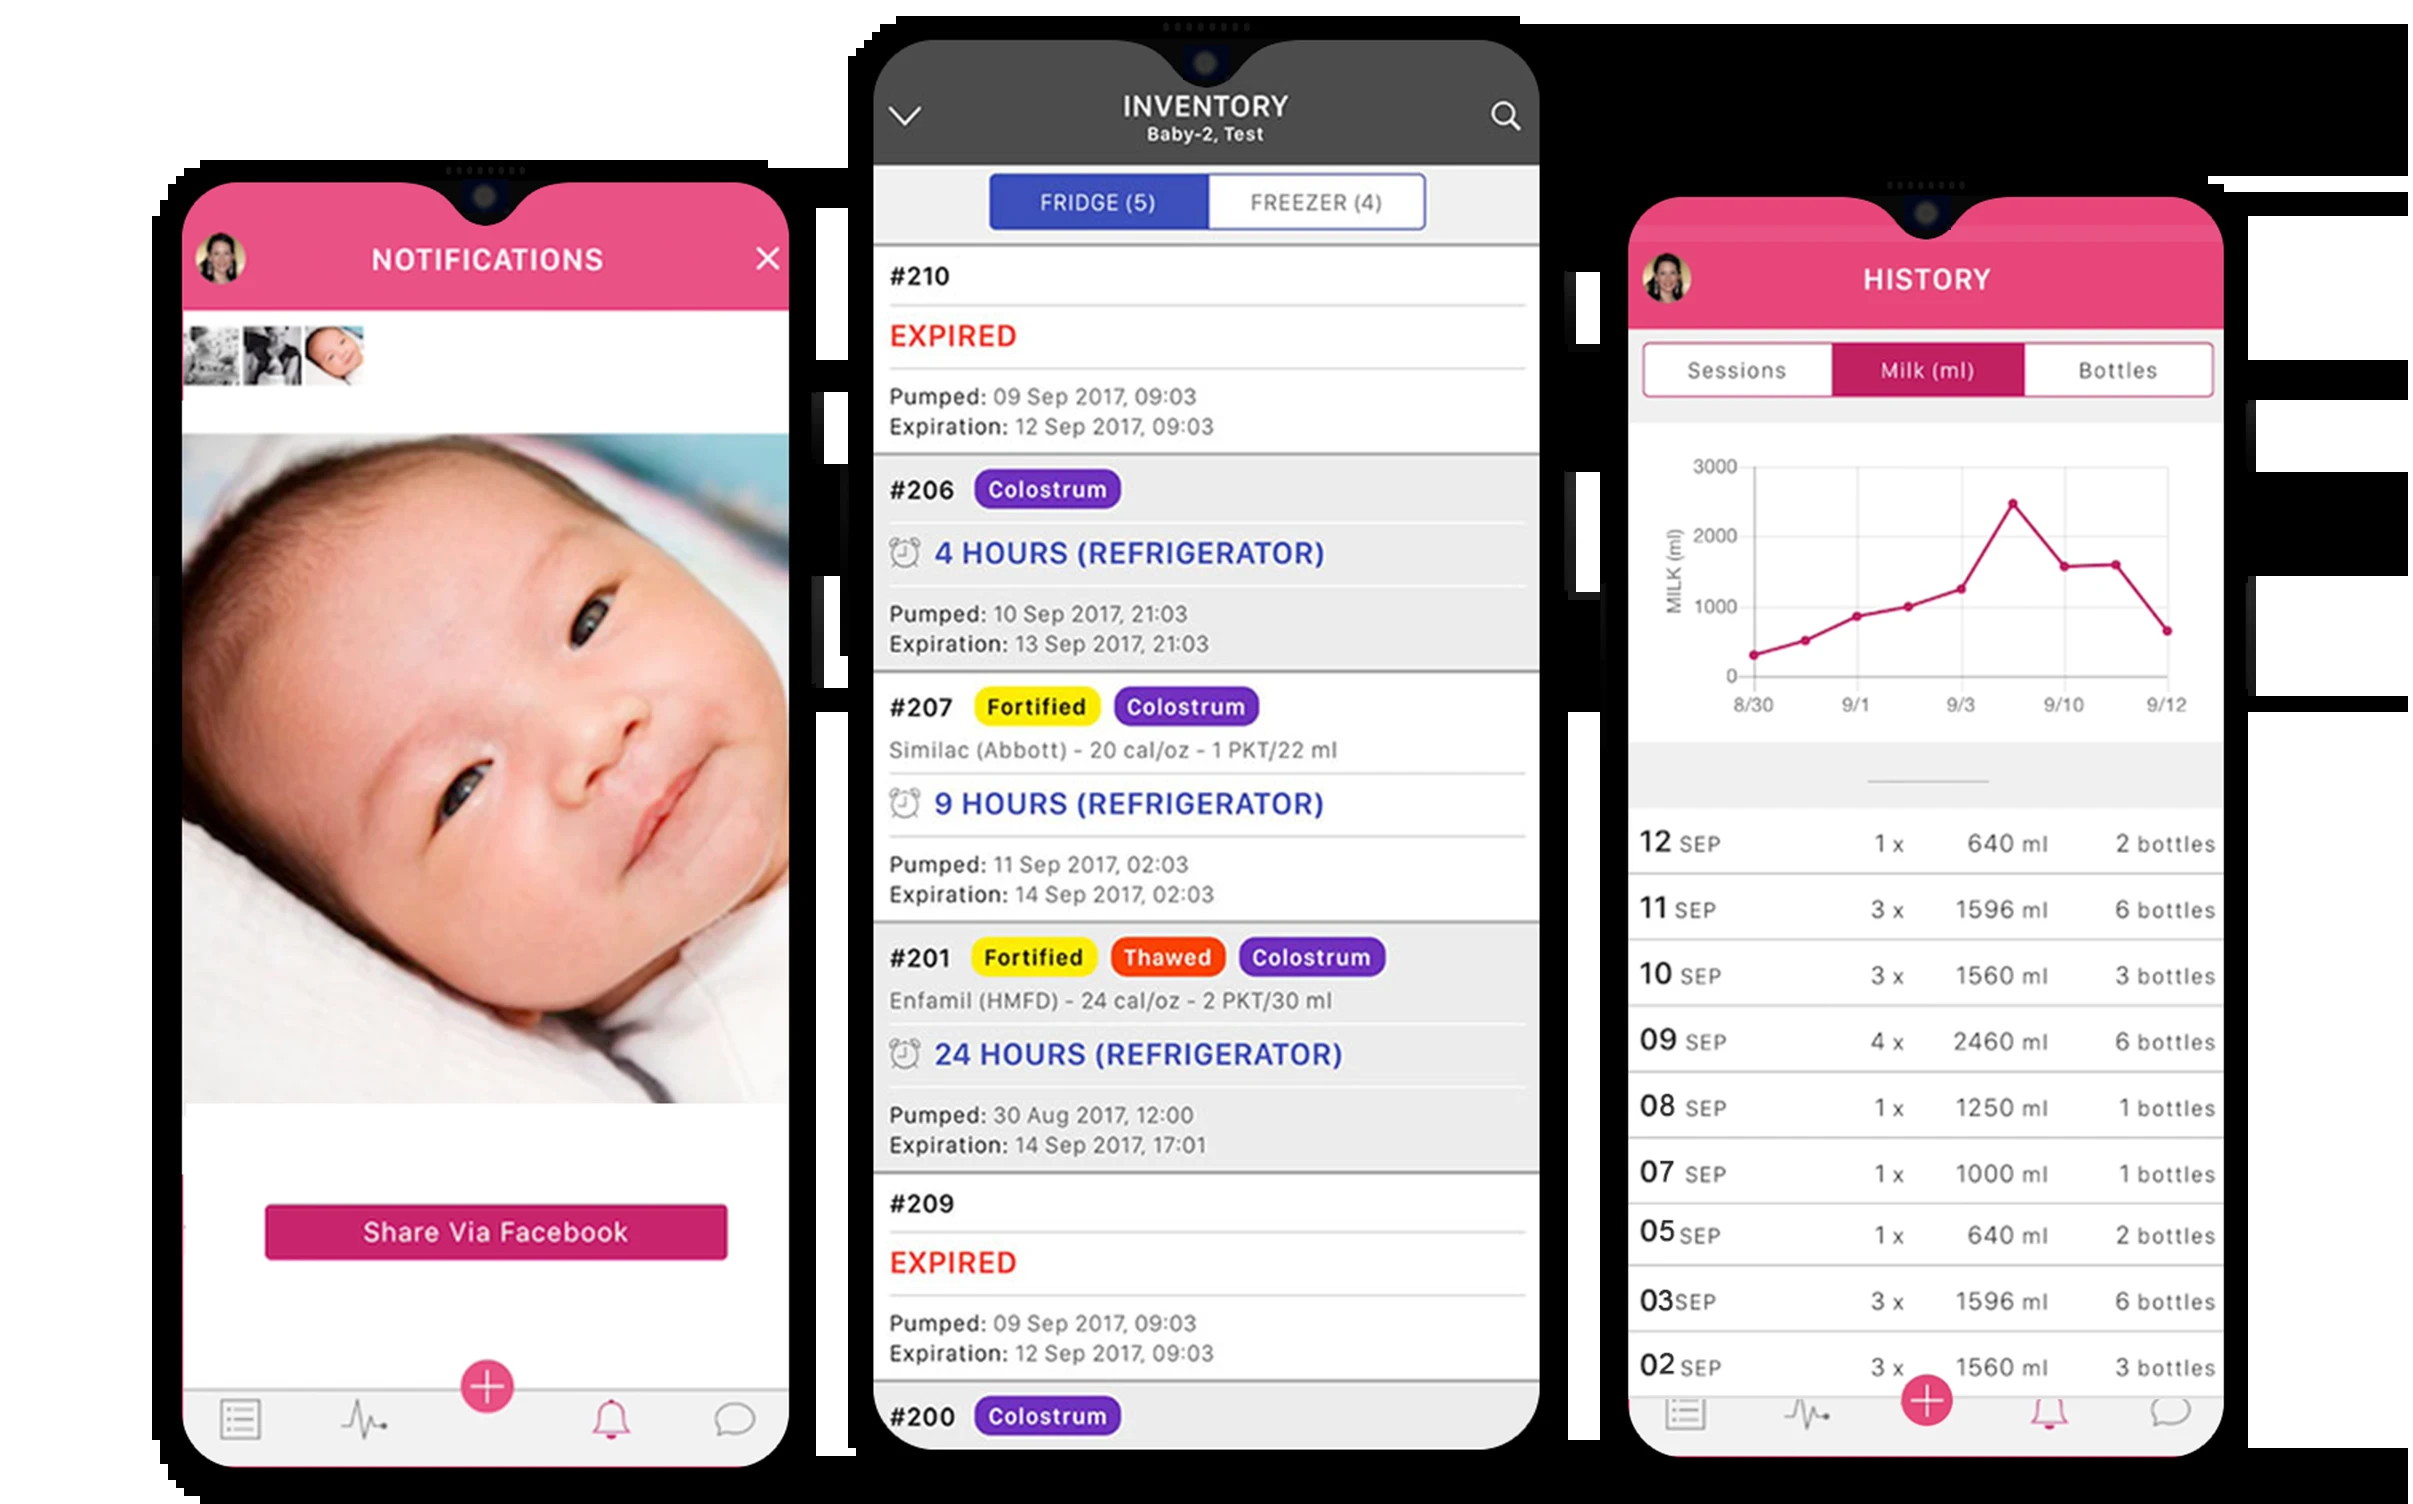 NOTIFICATIONS
Share Via Facebook
INVENTORY
Baby-2, Test
FRIDGE (5) FREEZER (4)
#210
EXPIRED
Pumped: 09 Sep 2017, 09:03
Expiration: 12 Sep 2017, 09:03
#206 Colostrum
4 HOURS (REFRIGERATOR)
Pumped: 10 Sep 2017, 21:03
Expiration: 13 Sep 2017, 21:03
#207 Fortified Colostrum
Similac (Abbott) - 20 cal/oz - 1 PKT/22 ml
9 HOURS (REFRIGERATOR)
Pumped: 11 Sep 2017, 02:03
Expiration: 14 Sep 2017, 02:03
#201 Fortified Thawed Colostrum
Enfamil (HMFD) - 24 cal/oz - 2 PKT/30 ml
24 HOURS (REFRIGERATOR)
Pumped: 30 Aug 2017, 12:00
Expiration: 14 Sep 2017, 17:01
#209
EXPIRED
Pumped: 09 Sep 2017, 09:03
Expiration: 12 Sep 2017, 09:03
#200 Colostrum
HISTORY
Sessions Milk (ml) Bottles
MILK (ml)
3000
2000
1000
0
8/30 9/1 9/3 9/10 9/12
12 SEP 1 x 640 ml 2 bottles
11 SEP 3 x 1596 ml 6 bottles
10 SEP 3 x 1560 ml 3 bottles
09 SEP 4 x 2460 ml 6 bottles
08 SEP 1 x 1250 ml 1 bottles
07 SEP 1 x 1000 ml 1 bottles
05 SEP 1 x 640 ml 2 bottles
03 SEP 3 x 1596 ml 6 bottles
02 SEP 3 x 1560 ml 3 bottles